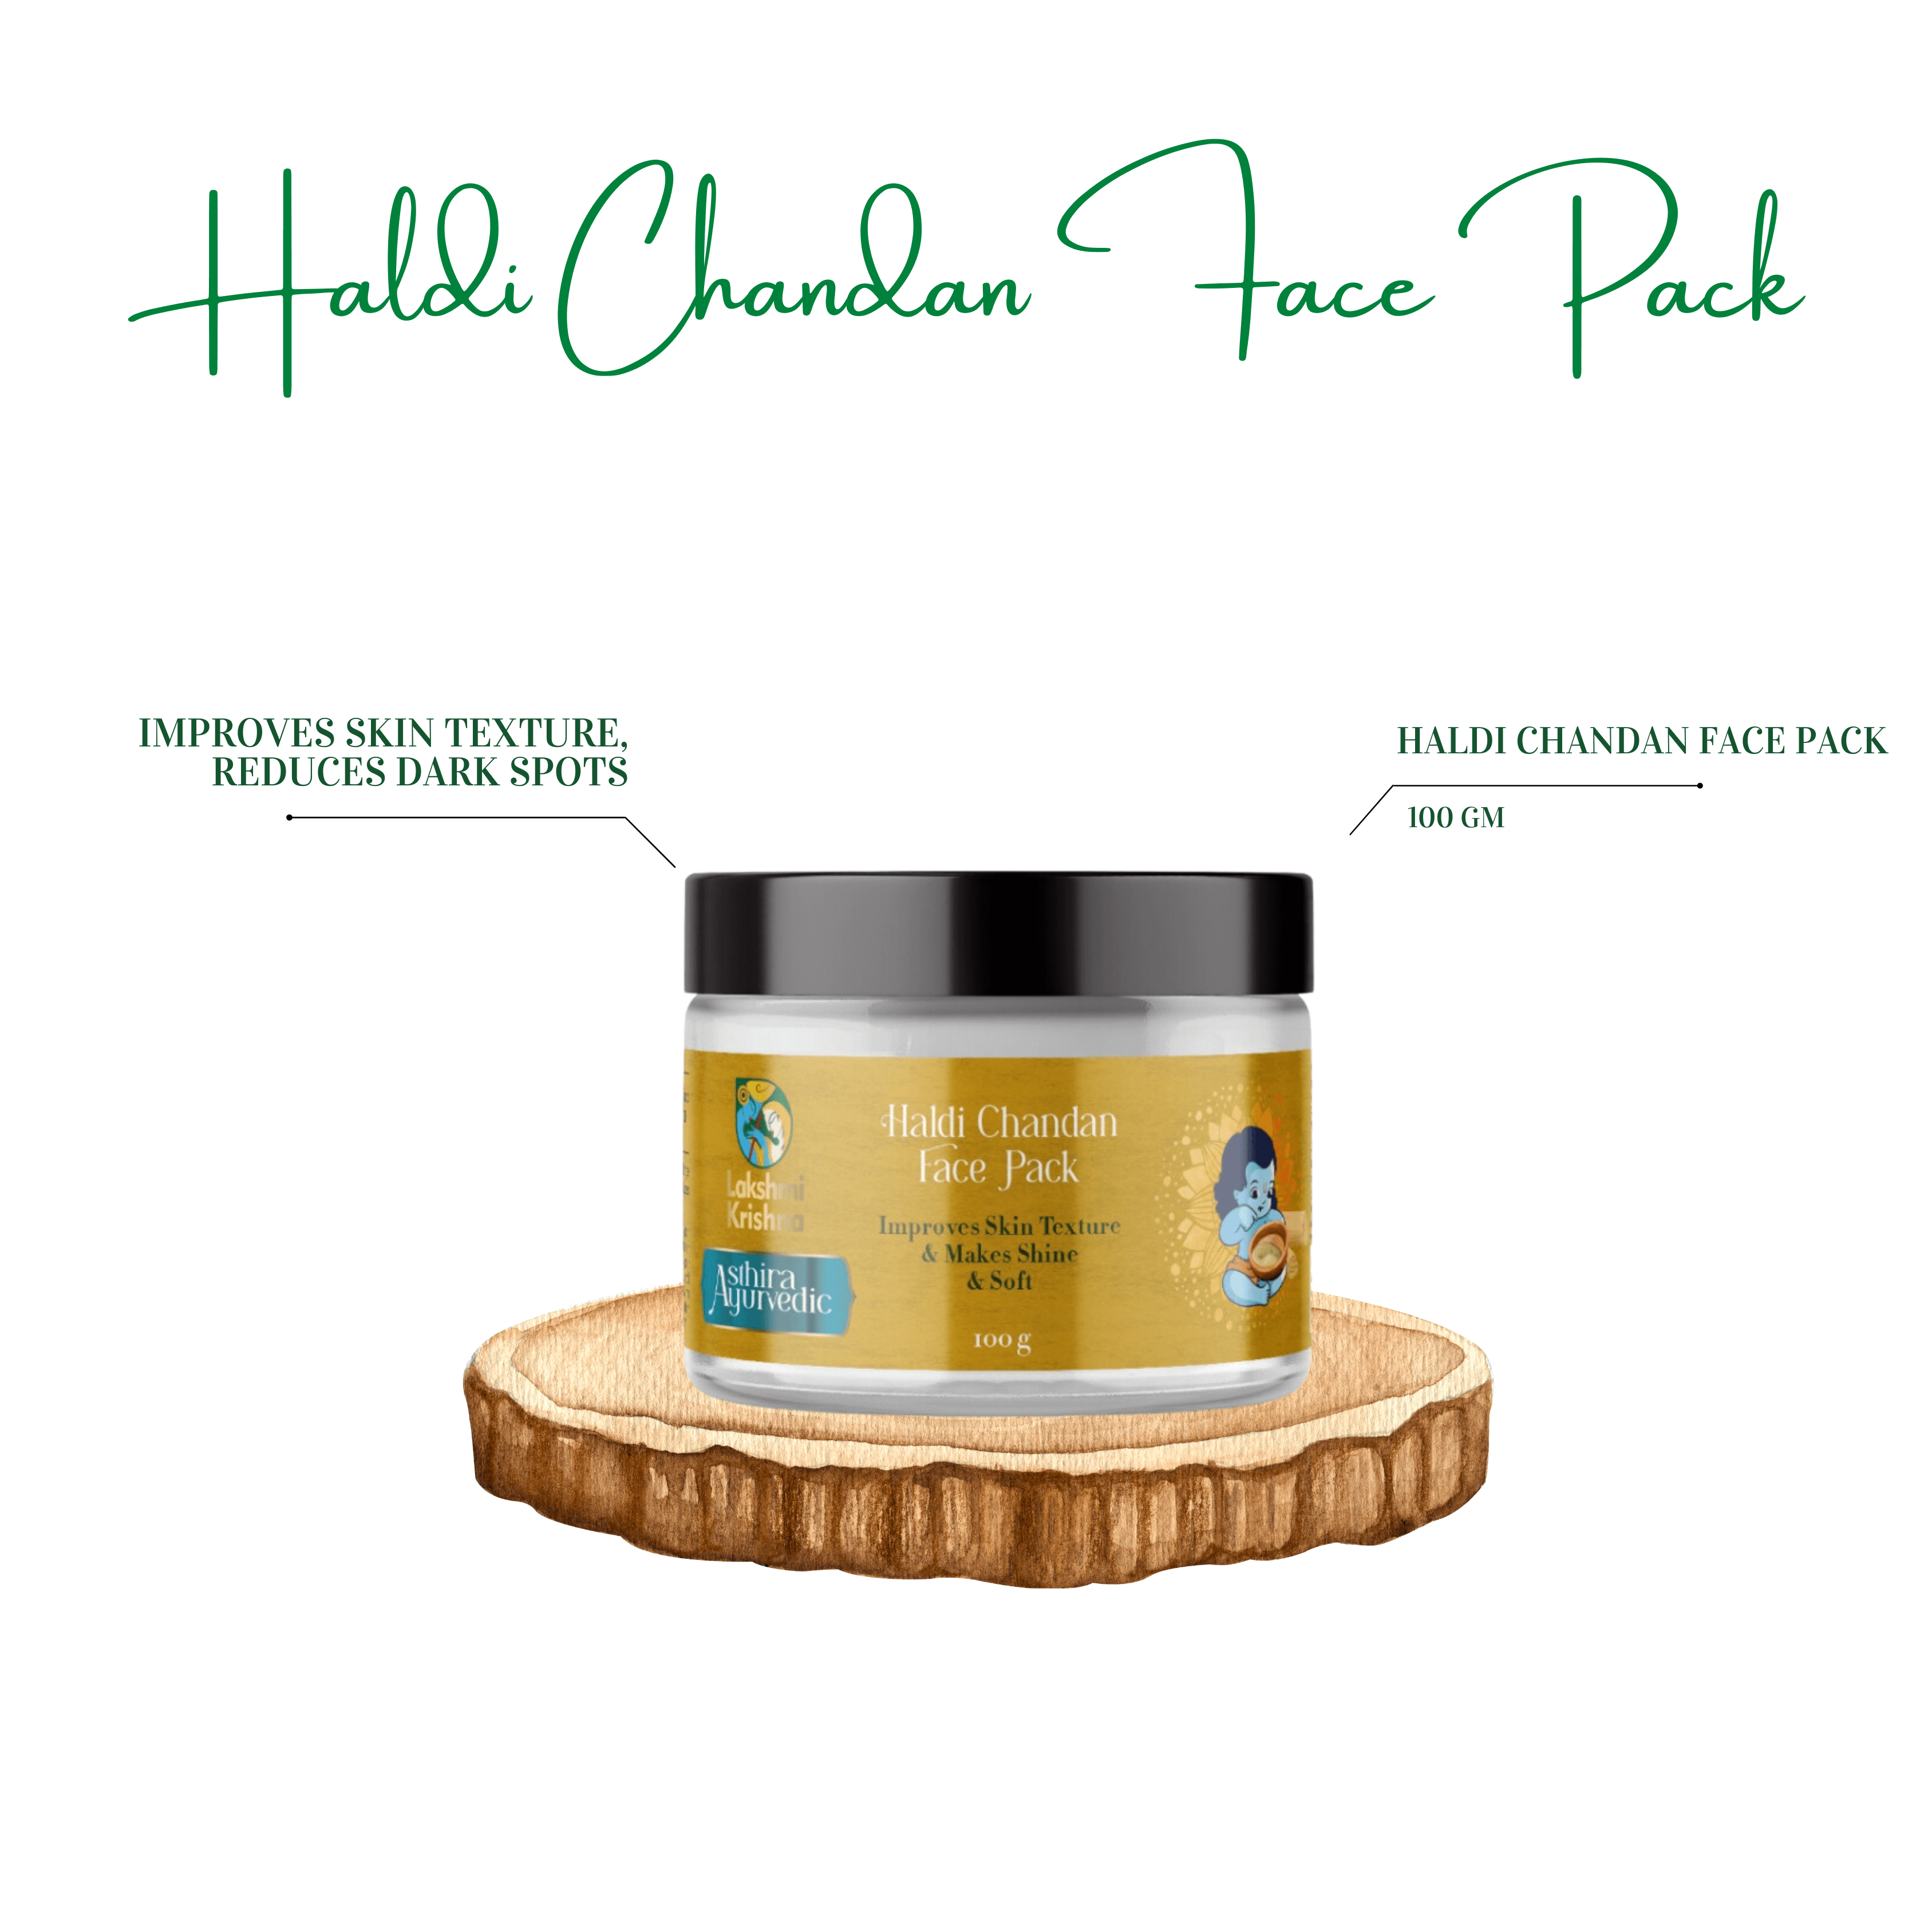 Haldi Chandan Face Pack
IMPROVES SKIN TEXTURE,
REDUCES DARK SPOTS
HALDI CHANDAN FACE PACK
100 GM
Lakshmi
Krishna
Asthira
Ayurvedic
Haldi Chandan
Face Pack
Improves Skin Texture
& Makes Shine
& Soft
100 g